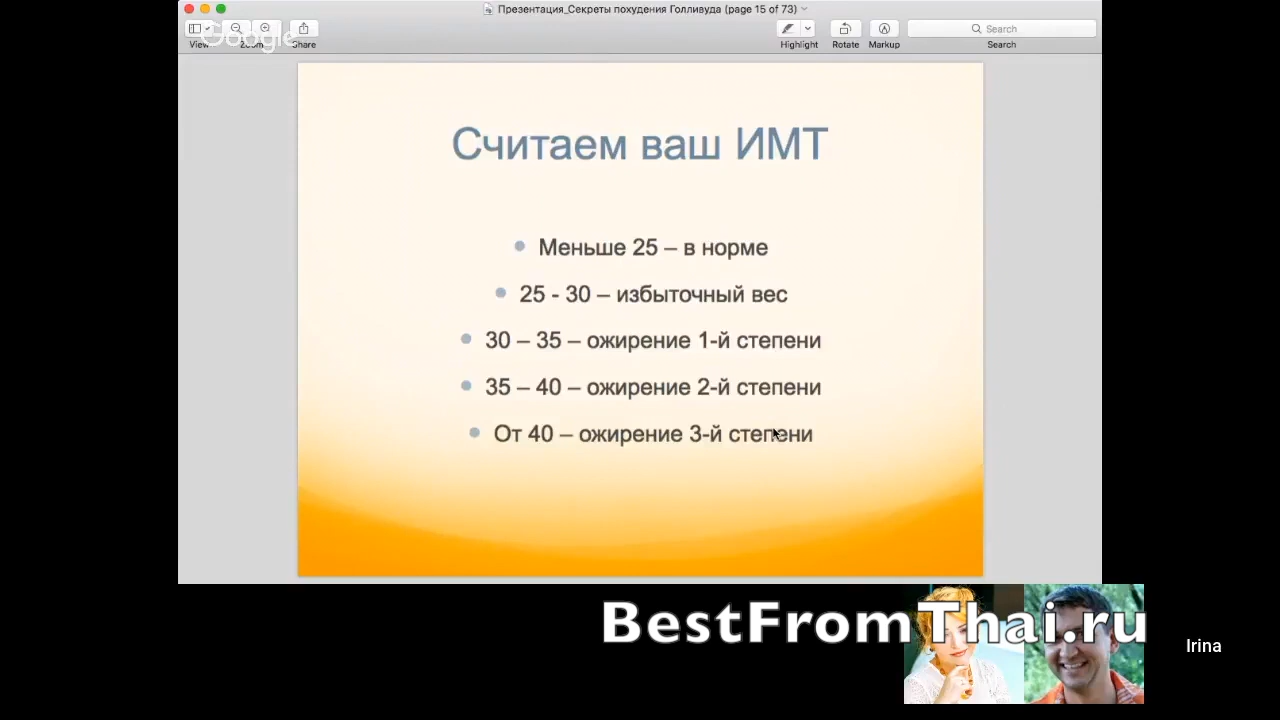 Презентация_Секреты похудения Голливуда (page 15 of 73)
Google
View
Zoom
Share
Highlight
Rotate
Markup
Search
Search
Считаем ваш ИМТ
Меньше 25 – в норме
25 - 30 – избыточный вес
30 – 35 – ожирение 1-й степени
35 – 40 – ожирение 2-й степени
От 40 – ожирение 3-й степени
BestFromThai.ru
Irina